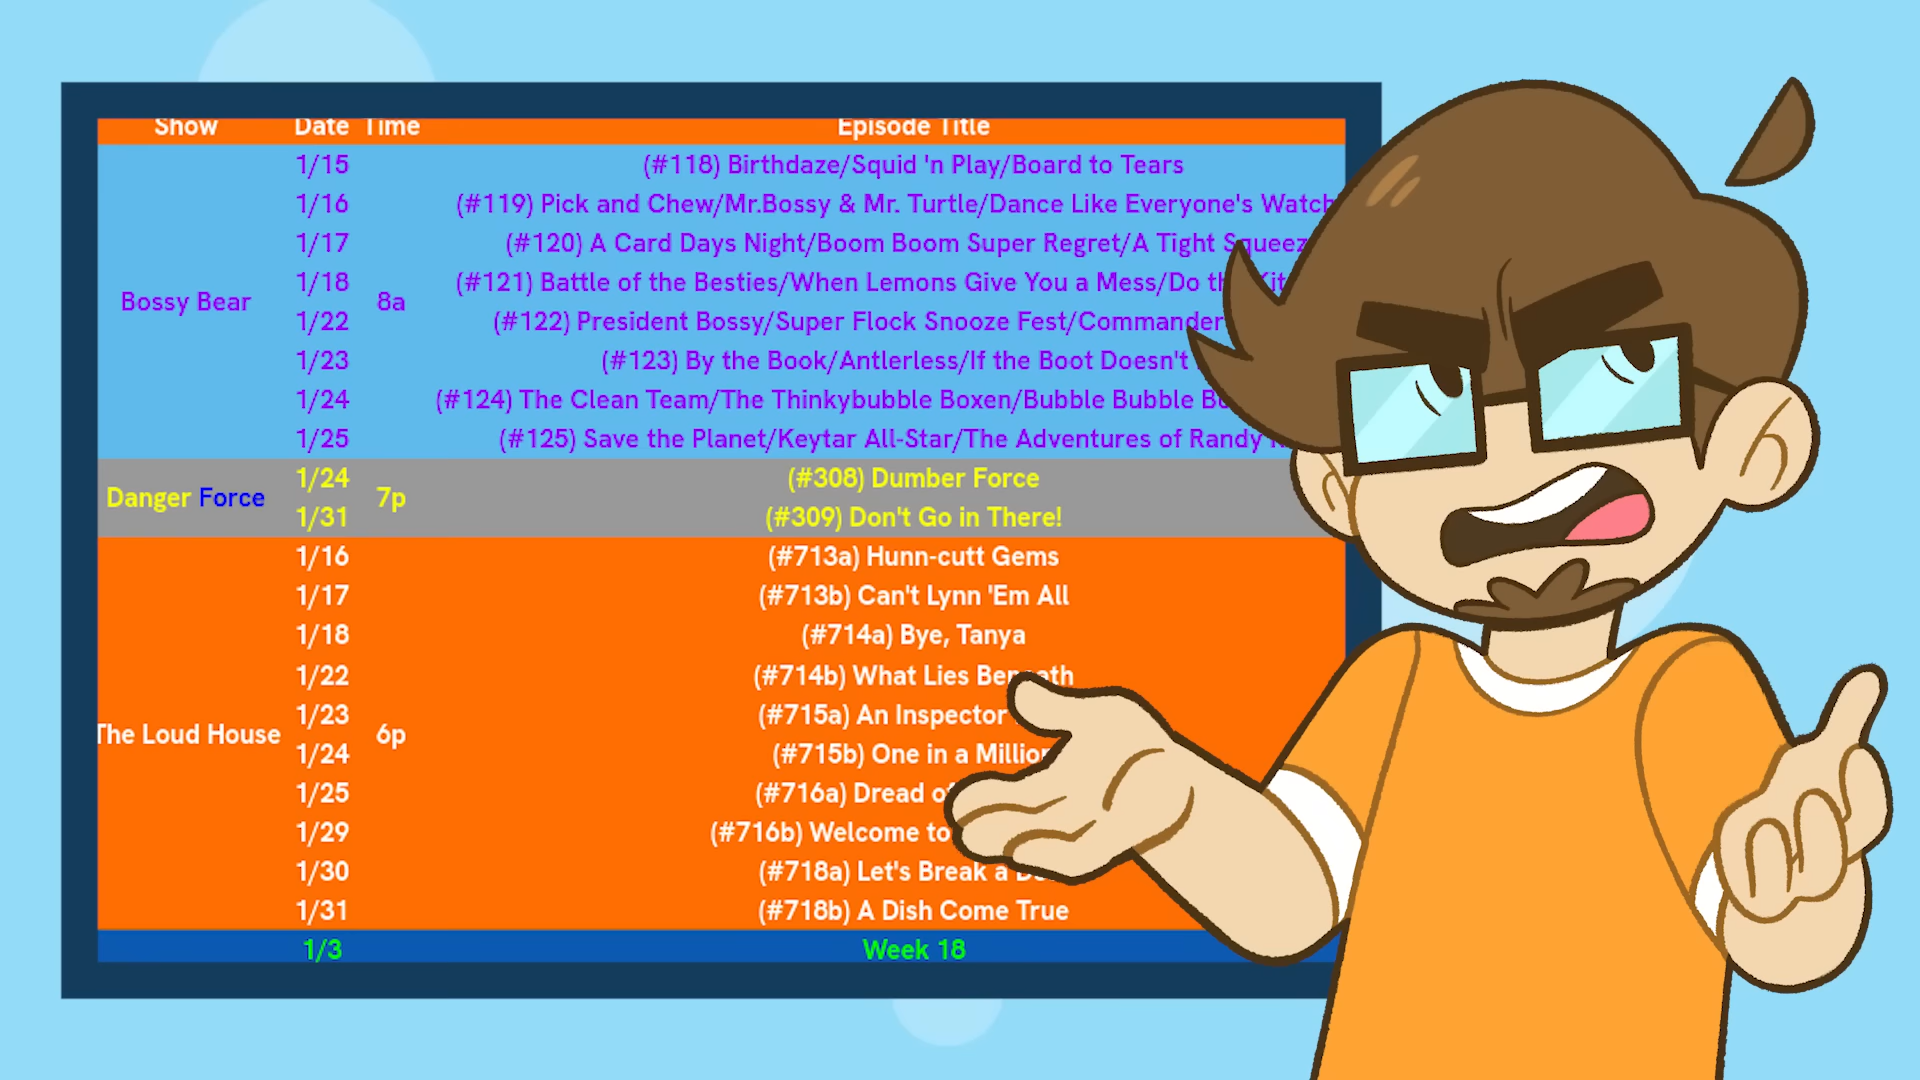 Show Date Time Episode Title
1/15 (#118) Birthdaze/Squid 'n Play/Board to Tears
1/16 (#119) Pick and Chew/Mr.Bossy & Mr. Turtle/Dance Like Everyone's Watch
1/17 (#120) A Card Days Night/Boom Boom Super Regret/A Tight Squeez
1/18 (#121) Battle of the Besties/When Lemons Give You a Mess/Do
Bossy Bear 8a
1/22 (#122) President Bossy/Super Flock Snooze Fest/Commander
1/23 (#123) By the Book/Antlerless/If the Boot Doesn't
1/24 (#124) The Clean Team/The Thinkybubble Boxen/Bubble Bubble
1/25 (#125) Save the Planet/Keytar All-Star/The Adventures of Randy
1/24 (#308) Dumber Force
Danger Force 7p
1/31 (#309) Don't Go in There!
1/16 (#713a) Hunn-cutt Gems
1/17 (#713b) Can't Lynn 'Em All
1/18 (#714a) Bye, Tanya
1/22 (#714b) What Lies Beneath
1/23 (#715a) An Inspector
The Loud House 6p
1/24 (#715b) One in a Million
1/25 (#716a) Dread
1/29 (#716b) Welcome to
1/30 (#718a) Let's Break a
1/31 (#718b) A Dish Come True
1/3 Week 18